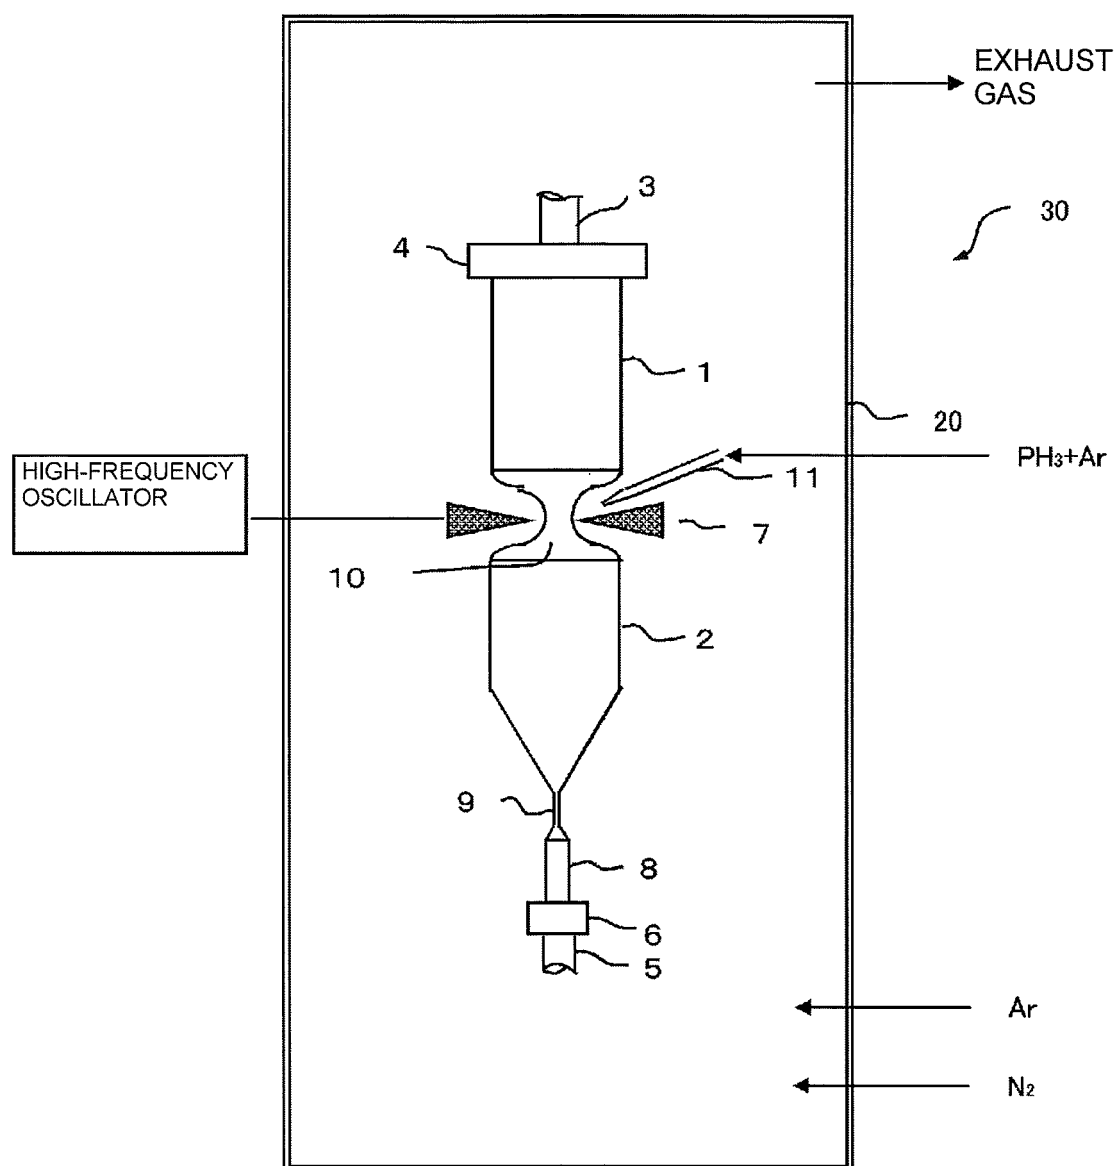 EXHAUST
GAS
3
30
4
1
20
HIGH-FREQUENCY
OSCILLATOR
PH₃+Ar
11
7
10
2
9
8
6
5
Ar
N₂